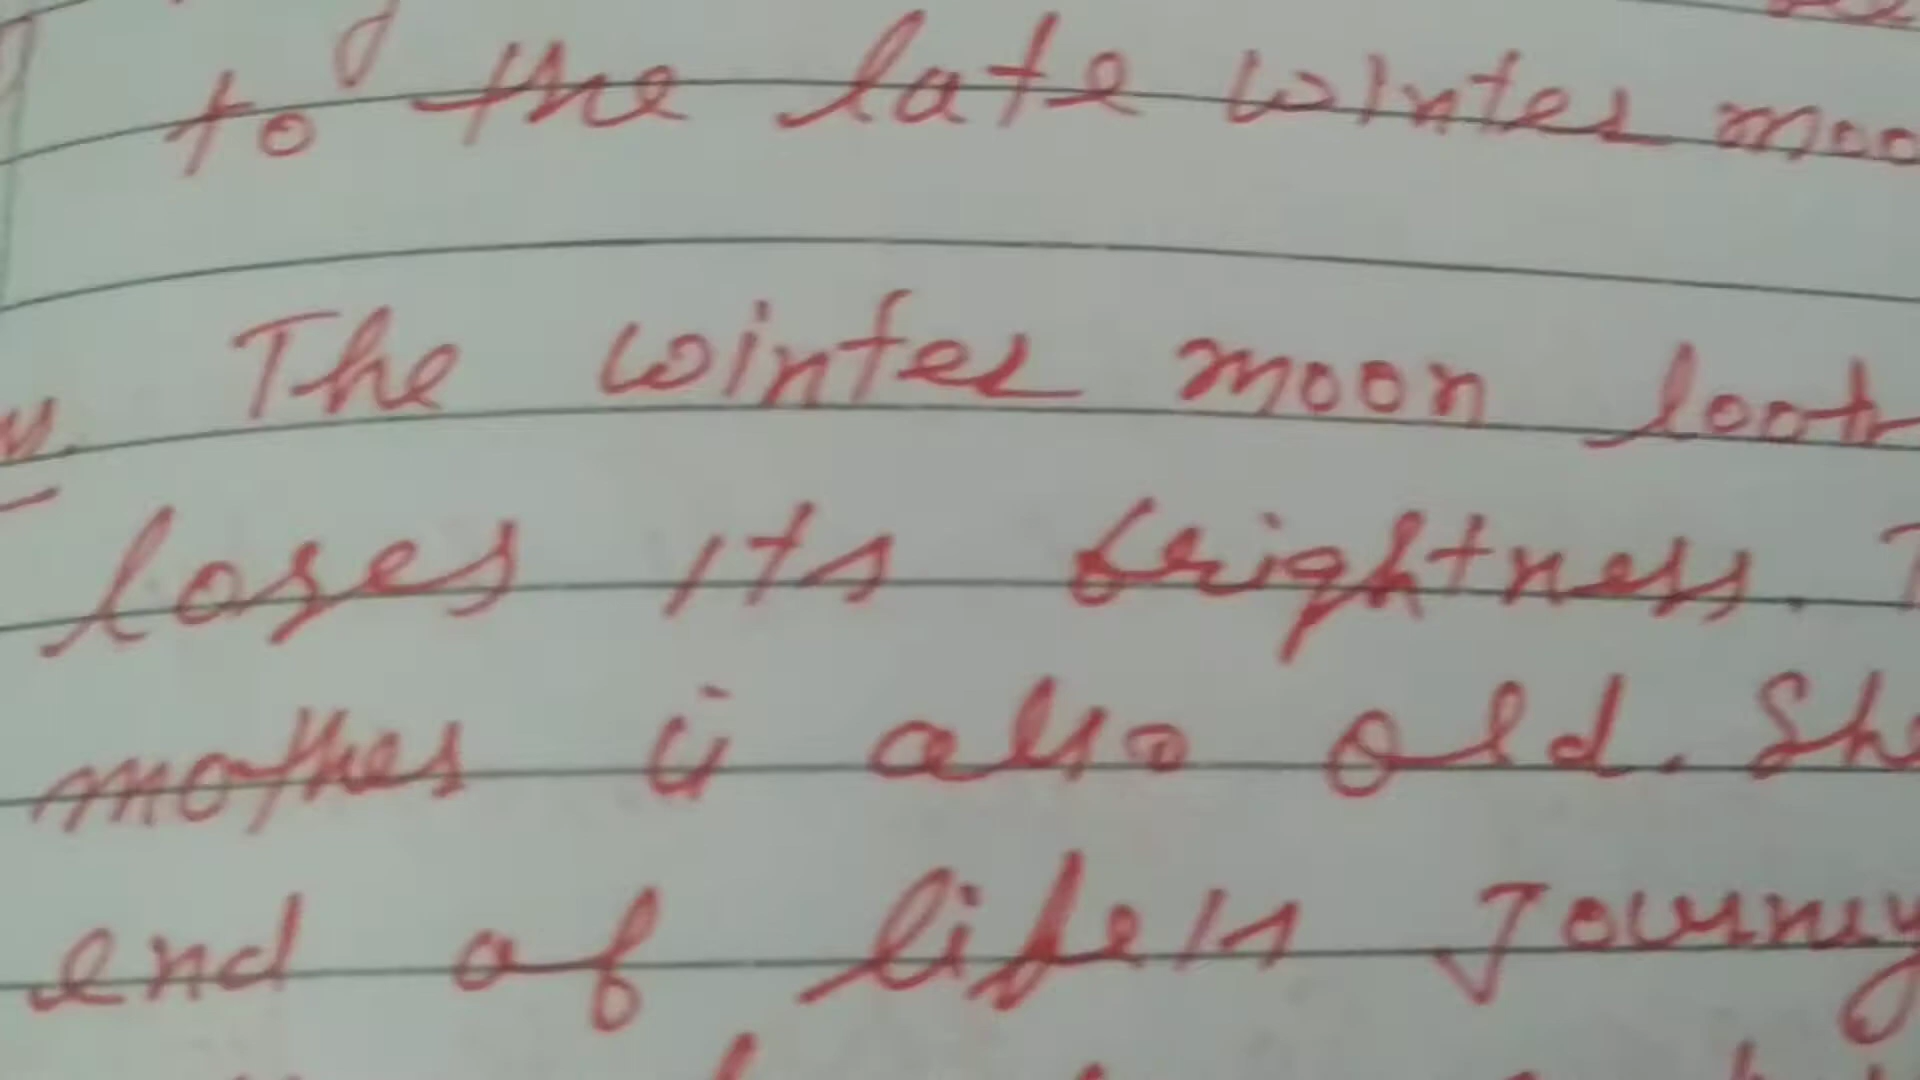 to the late winter moo
The winter moon look
loses its brightness.
mother is also old. She
end of life's Journey